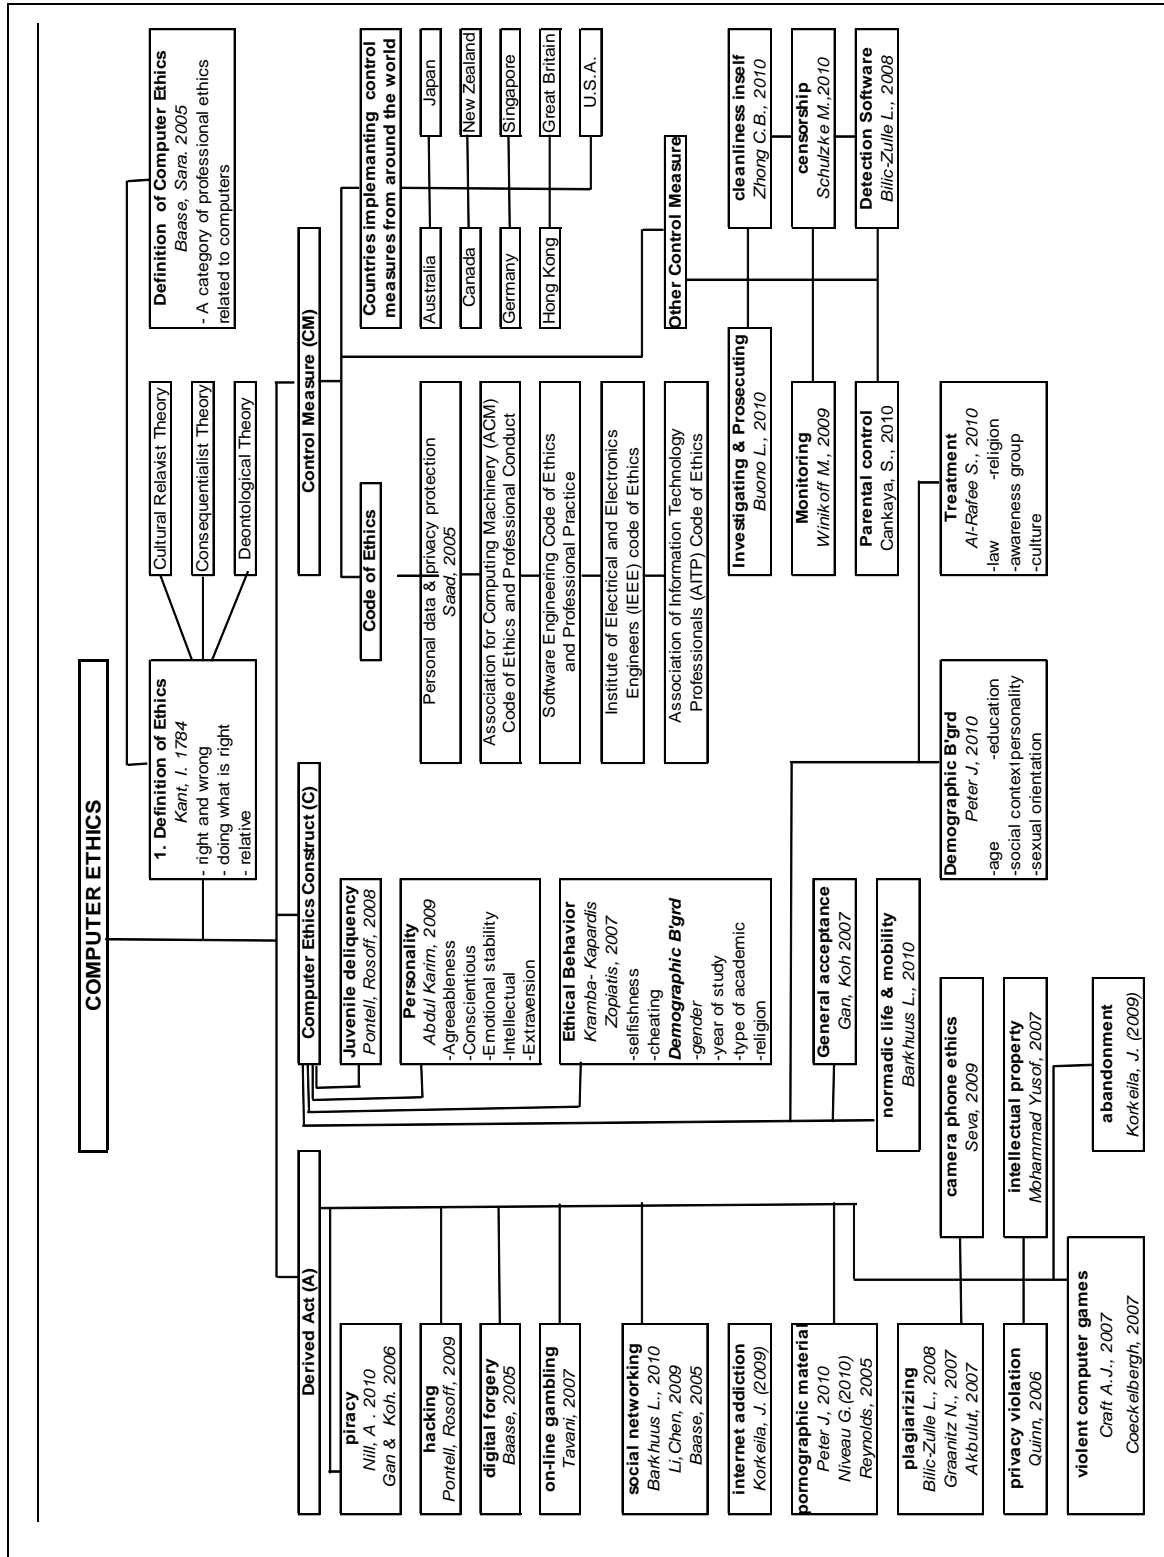 COMPUTER ETHICS
1. Definition of Ethics
Kant, I. 1784
- right and wrong
- doing what is right
- relative
Cultural Relavist Theory
Consequentialist Theory
Deontological Theory
Definition of Computer Ethics
Baase, Sara. 2005
- A category of professional ethics
related to computers
Derived Act (A)
piracy
Nill, A . 2010
Gan & Koh. 2006
hacking
Pontell, Rosoff, 2009
digital forgery
Baase, 2005
on-line gambling
Tavani, 2007
social networking
Barkhuus L., 2010
Li,Chen, 2009
Baase, 2005
internet addiction
Korkeila, J. (2009)
pornographic material
Peter J, 2010
Niveau G.(2010)
Reynolds, 2005
plagiarizing
Bilic-Zulle L., 2008
Graanitz N., 2007
Akbulut, 2007
camera phone ethics
Seva, 2009
privacy violation
Quinn, 2006
intellectual property
Mohammad Yusof, 2007
violent computer games
Craft A.J., 2007
Coeckelbergh, 2007
abandonment
Korkeila, J. (2009)
Computer Ethics Construct (C)
Juvenile deliquency
Pontell, Rosoff, 2008
Personality
Abdul Karim, 2009
-Agreeableness
-Conscientious
-Emotional stability
-Intellectual
-Extraversion
Ethical Behavior
Kramba- Kapardis
Zopiatis, 2007
-selfishness
-cheating
Demographic B'grd
-gender
-year of study
-type of academic
-religion
General acceptance
Gan, Koh 2007
normadic life & mobility
Barkhuus L., 2010
Demographic B'grd
Peter J, 2010
-age -education
-social context personality
-sexual orientation
Treatment
Al-Rafee S., 2010
-law -religion
-awareness group
-culture
Control Measure (CM)
Code of Ethics
Personal data & privacy protection
Saad, 2005
Association for Computing Machinery (ACM)
Code of Ethics and Professional Conduct
Software Engineering Code of Ethics
and Professional Practice
Institute of Electrical and Electronics
Engineers (IEEE) code of Ethics
Association of Information Technology
Professionals (AITP) Code of Ethics
Countries implemanting control
measures from around the world
Australia
Japan
Canada
New Zealand
Germany
Singapore
Hong Kong
Great Britain
U.S.A.
Other Control Measure
Investigating & Prosecuting
Buono L., 2010
cleanliness inself
Zhong C.B., 2010
Monitoring
Winikoff M., 2009
censorship
Schulzke M.,2010
Parental control
Cankaya, S., 2010
Detection Software
Bilic-Zulle L., 2008